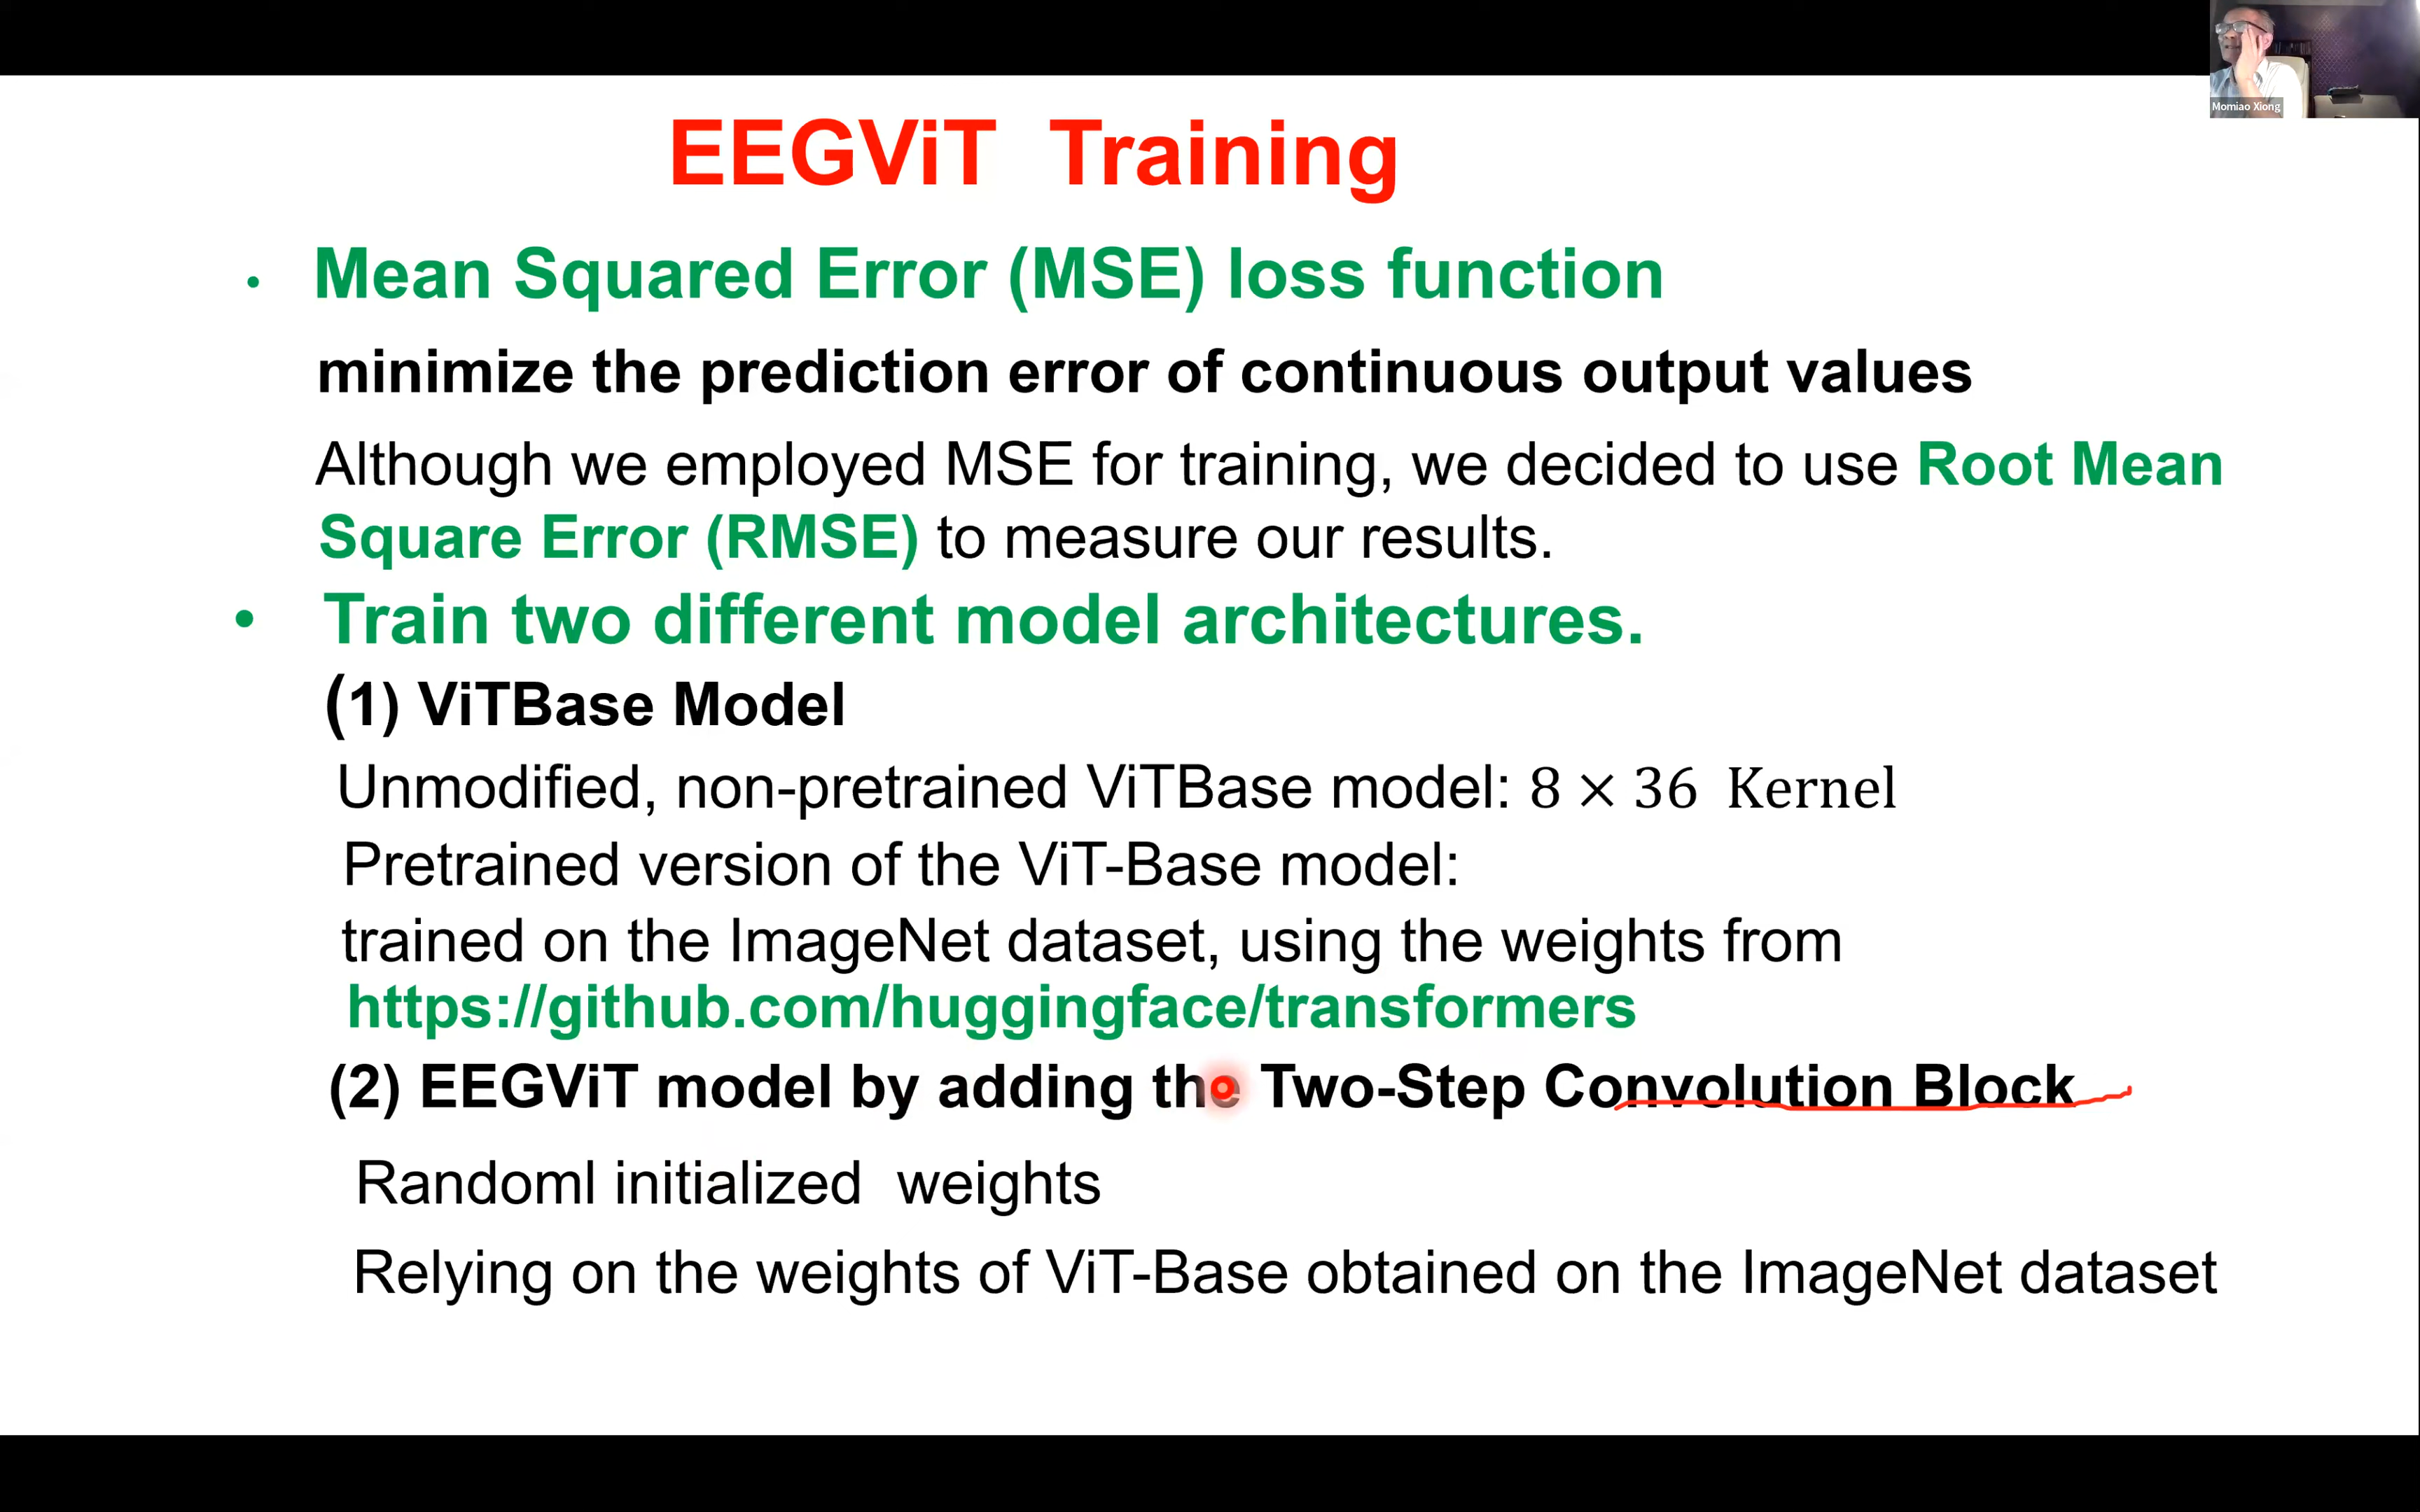 Momiao Xiong
EEGViT Training
• Mean Squared Error (MSE) loss function
minimize the prediction error of continuous output values
Although we employed MSE for training, we decided to use Root Mean
Square Error (RMSE) to measure our results.
• Train two different model architectures.
(1) ViTBase Model
Unmodified, non-pretrained ViTBase model: 8 × 36 Kernel
Pretrained version of the ViT-Base model:
trained on the ImageNet dataset, using the weights from
https://github.com/huggingface/transformers
(2) EEGViT model by adding the Two-Step Convolution Block
Randoml initialized weights
Relying on the weights of ViT-Base obtained on the ImageNet dataset